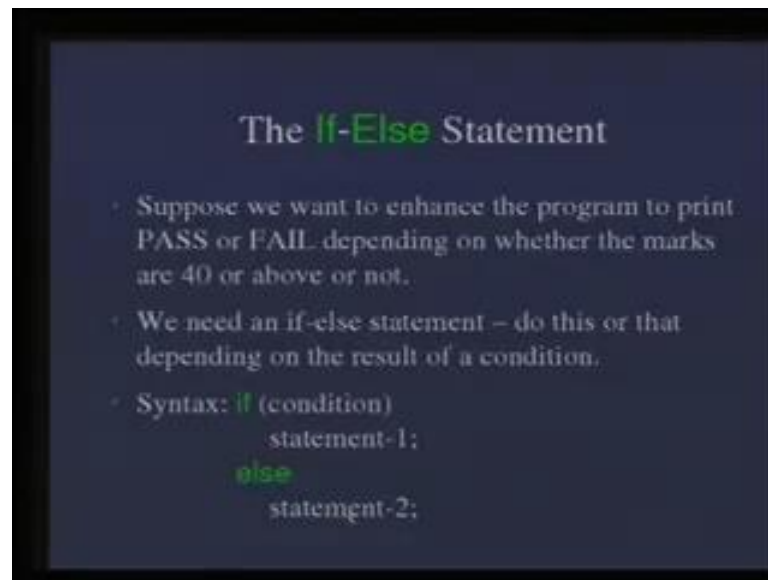 The If-Else Statement
Suppose we want to enhance the program to print
PASS or FAIL depending on whether the marks
are 40 or above or not.
We need an if-else statement – do this or that
depending on the result of a condition.
Syntax: if (condition)
statement-1;
else
statement-2;